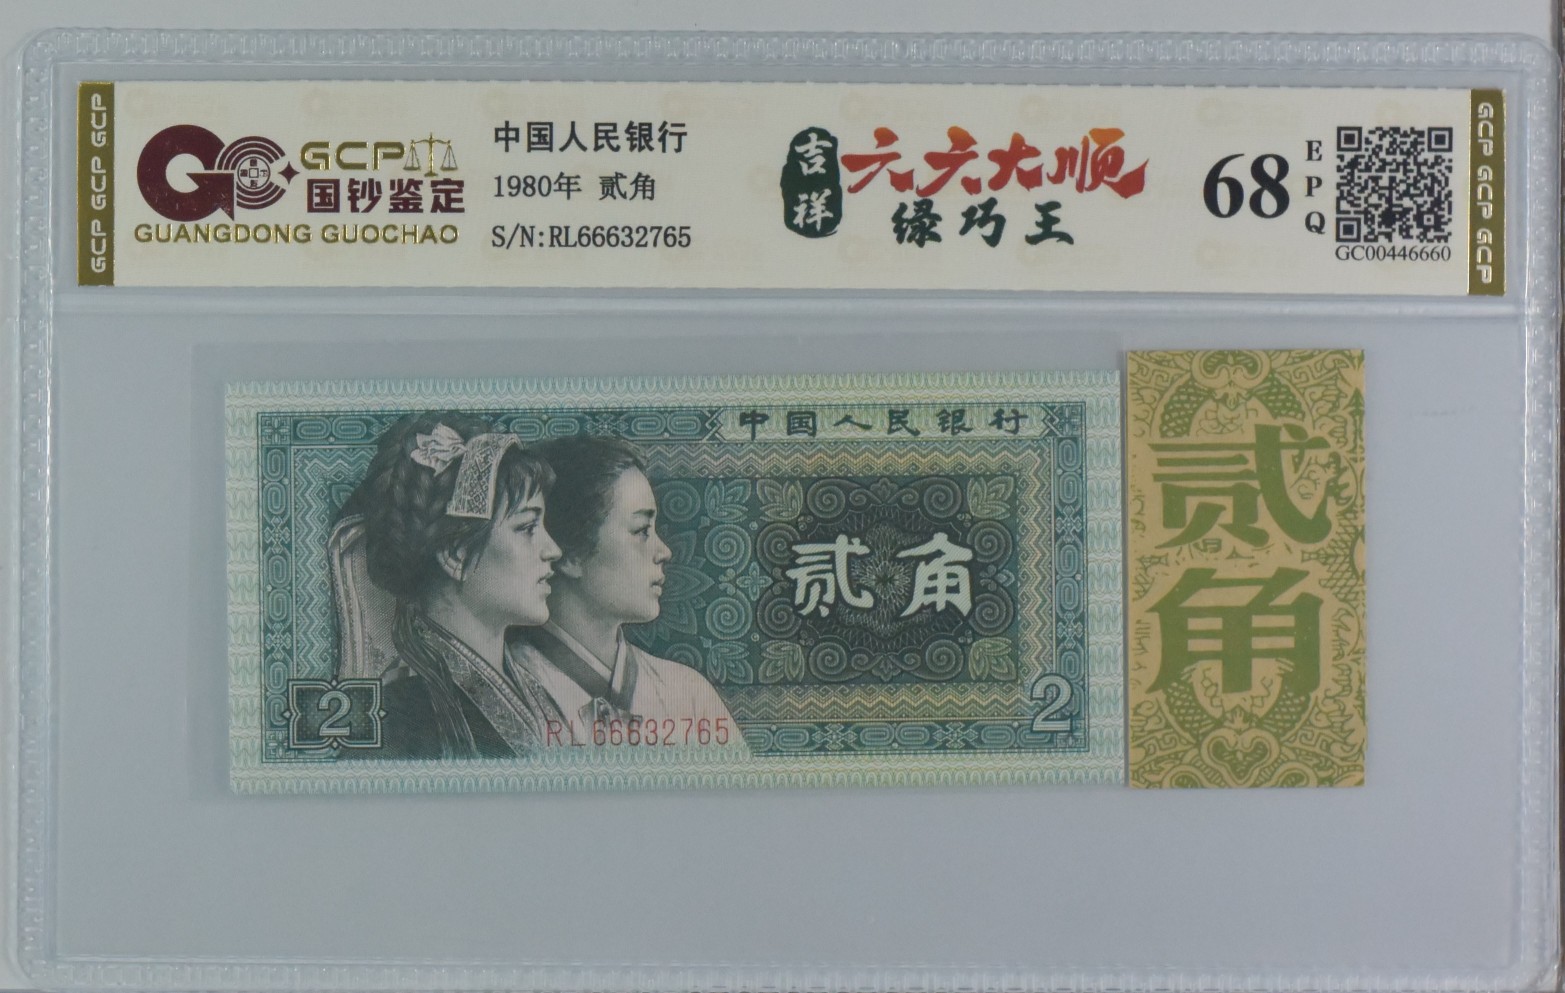 GCP GCP GCP
GCP
国钞鉴定
GUANGDONG GUOCHAO
中国人民银行
1980年 贰角
S/N:RL66632765
吉祥
六六大顺
绿巧王
68
EPQ
GC00446660
GCP GCP GCP
中国人民银行
贰角
2
2
RL66632765
贰角